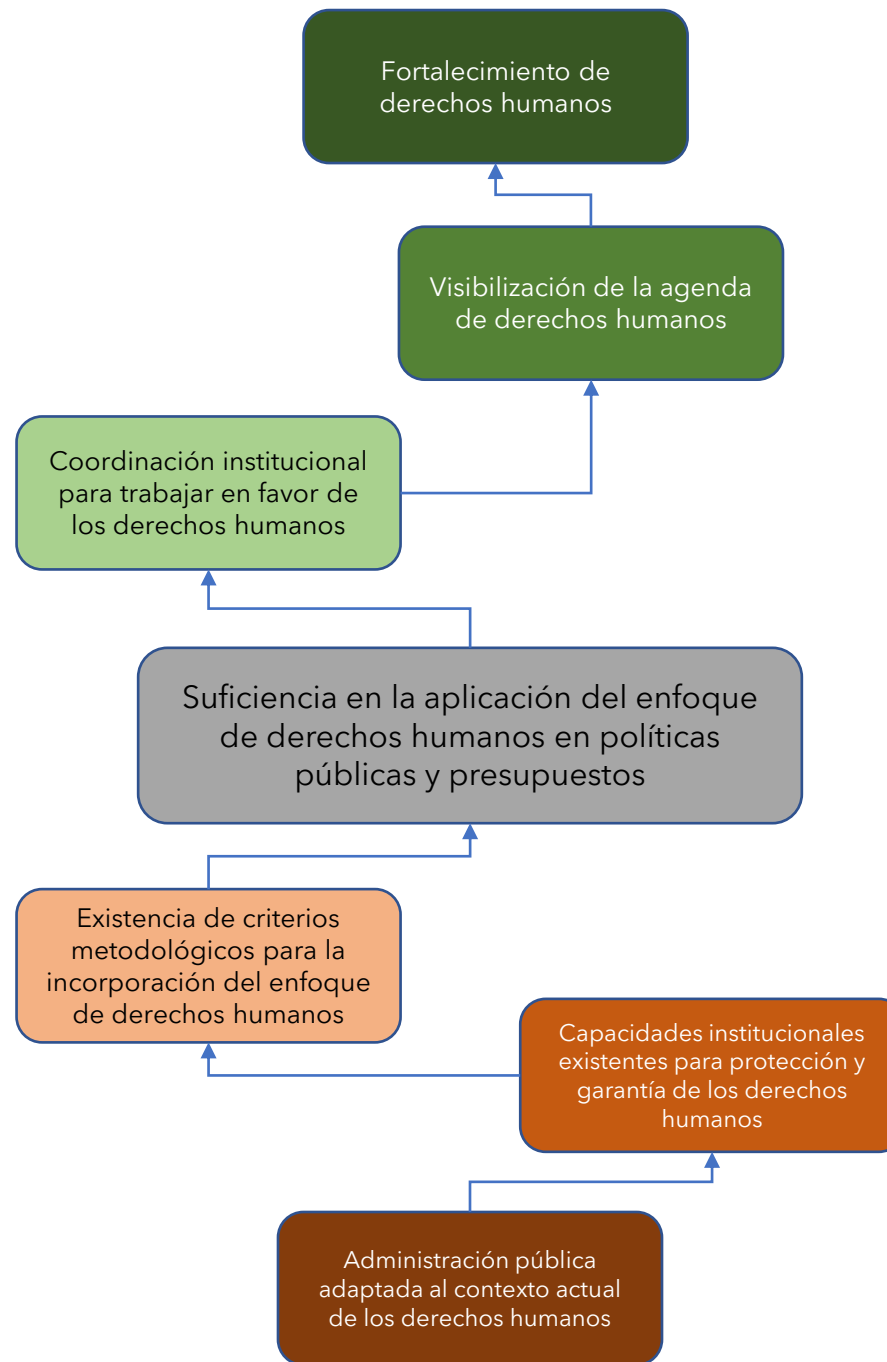 Fortalecimiento de
derechos humanos
Visibilización de la agenda
de derechos humanos
Coordinación institucional
para trabajar en favor de
los derechos humanos
Suficiencia en la aplicación del enfoque
de derechos humanos en políticas
públicas y presupuestos
Existencia de criterios
metodológicos para la
incorporación del enfoque
de derechos humanos
Capacidades institucionales
existentes para protección y
garantía de los derechos
humanos
Administración pública
adaptada al contexto actual
de los derechos humanos